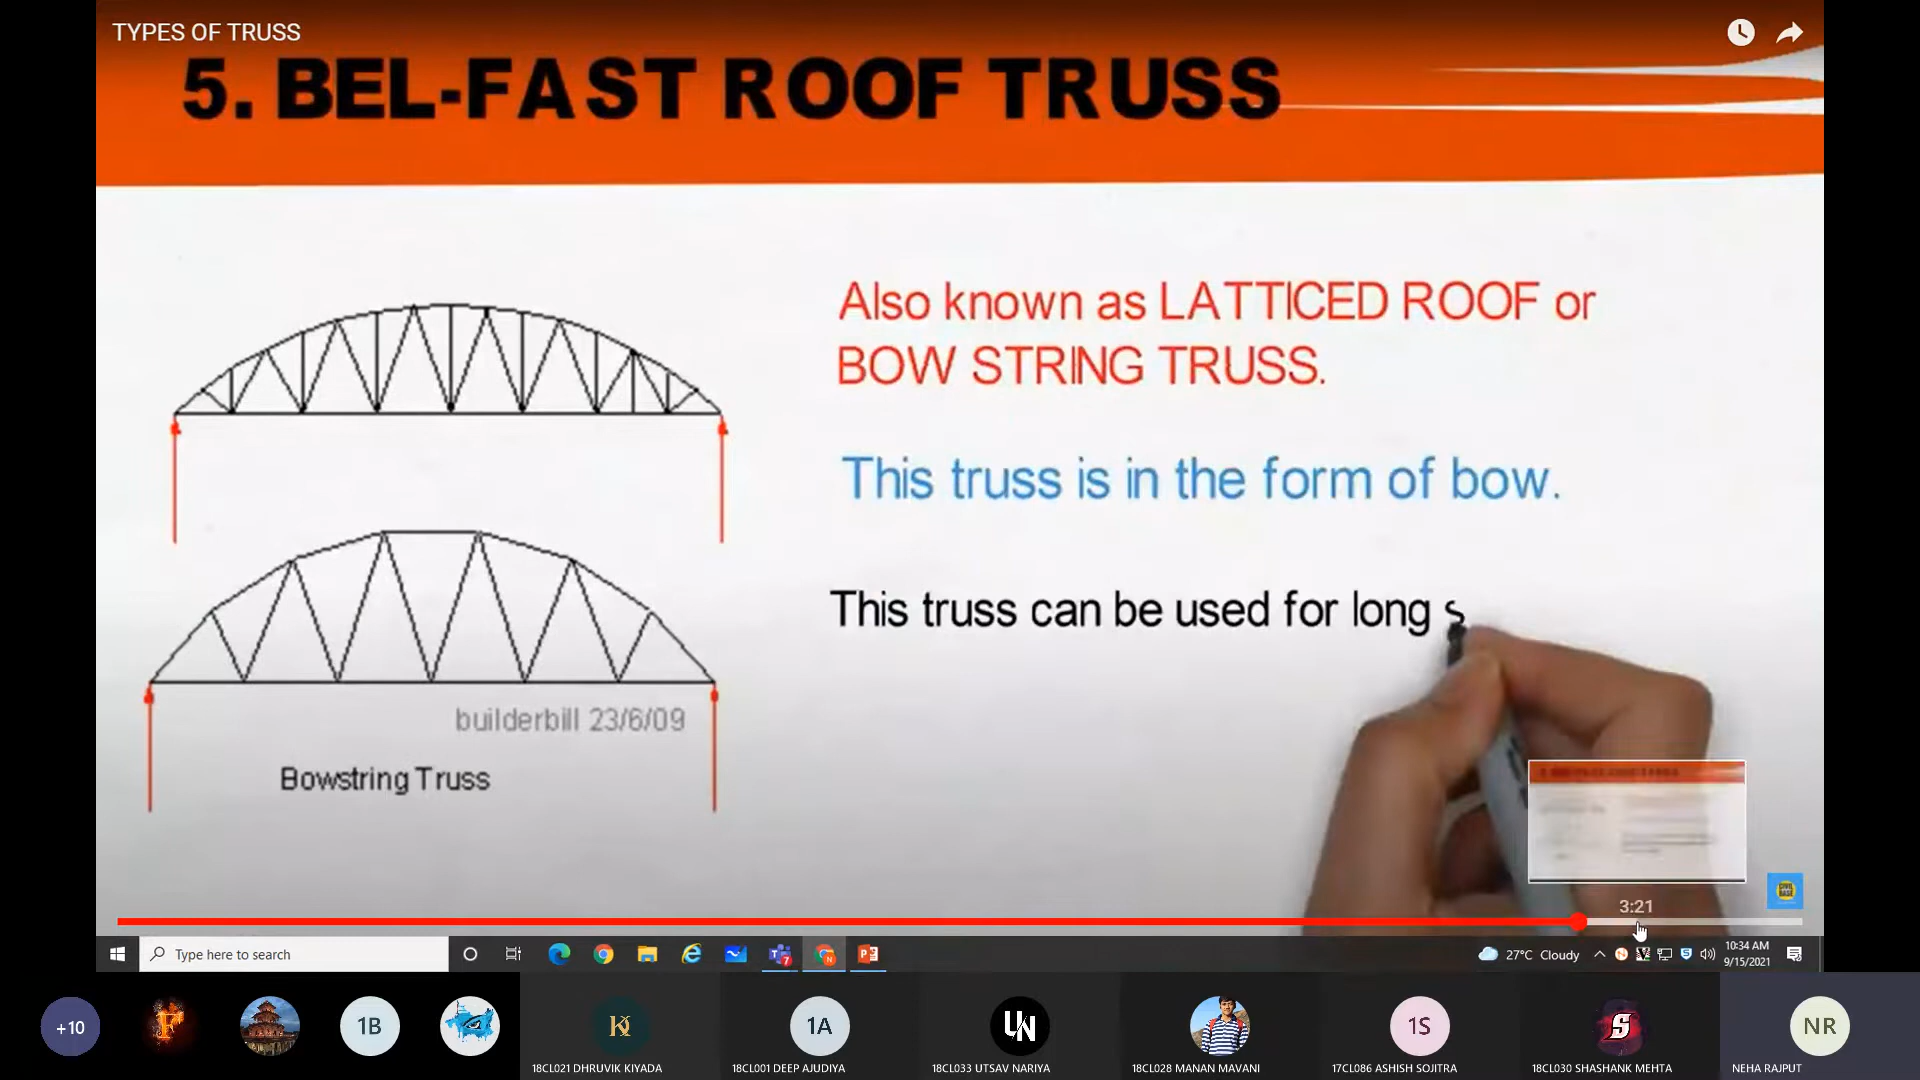 TYPES OF TRUSS
5. BEL-FAST ROOF TRUSS
Also known as LATTICED ROOF or
BOW STRING TRUSS.
This truss is in the form of bow.
This truss can be used for long s
builderbill 23/6/09
Bowstring Truss
3:21
Type here to search
7
N
27°C Cloudy
10:34 AM
9/15/2021
+10
F
1B
K
1A
UN
1S
S
NR
18CL021 DHRUVIK KIYADA
18CL001 DEEP AJUDIYA
18CL033 UTSAV NARIYA
18CL028 MANAN MAVANI
17CL086 ASHISH SOJITRA
18CL030 SHASHANK MEHTA
NEHA RAJPUT